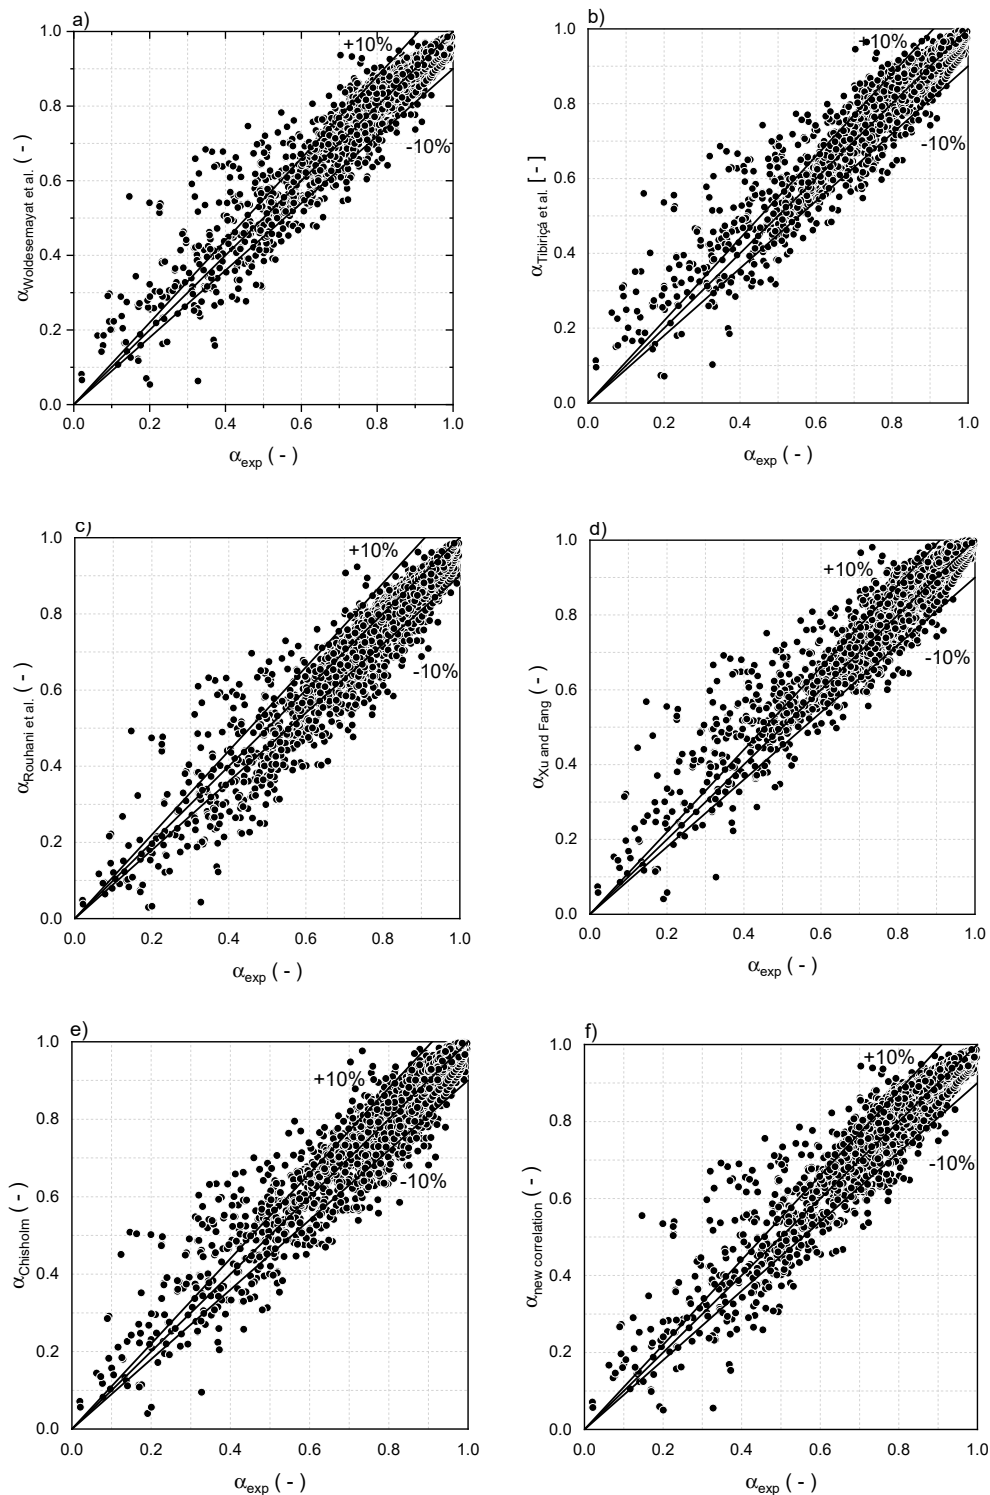 a)
+10%
-10%
1.0
0.8
0.6
0.4
0.2
0.0
0.0 0.2 0.4 0.6 0.8 1.0
αWoldesemayat et al. ( - )
αexp ( - )
b)
+10%
-10%
1.0
0.8
0.6
0.4
0.2
0.0
0.0 0.2 0.4 0.6 0.8 1.0
αTibiriçá et al. [ - ]
αexp ( - )
c)
+10%
-10%
1.0
0.8
0.6
0.4
0.2
0.0
0.0 0.2 0.4 0.6 0.8 1.0
αRouhani et al. ( - )
αexp ( - )
d)
+10%
-10%
1.0
0.8
0.6
0.4
0.2
0.0
0.0 0.2 0.4 0.6 0.8 1.0
αXu and Fang ( - )
αexp ( - )
e)
+10%
-10%
1.0
0.8
0.6
0.4
0.2
0.0
0.0 0.2 0.4 0.6 0.8 1.0
αChisholm ( - )
αexp ( - )
f)
+10%
-10%
1.0
0.8
0.6
0.4
0.2
0.0
0.0 0.2 0.4 0.6 0.8 1.0
αnew correlation ( - )
αexp ( - )